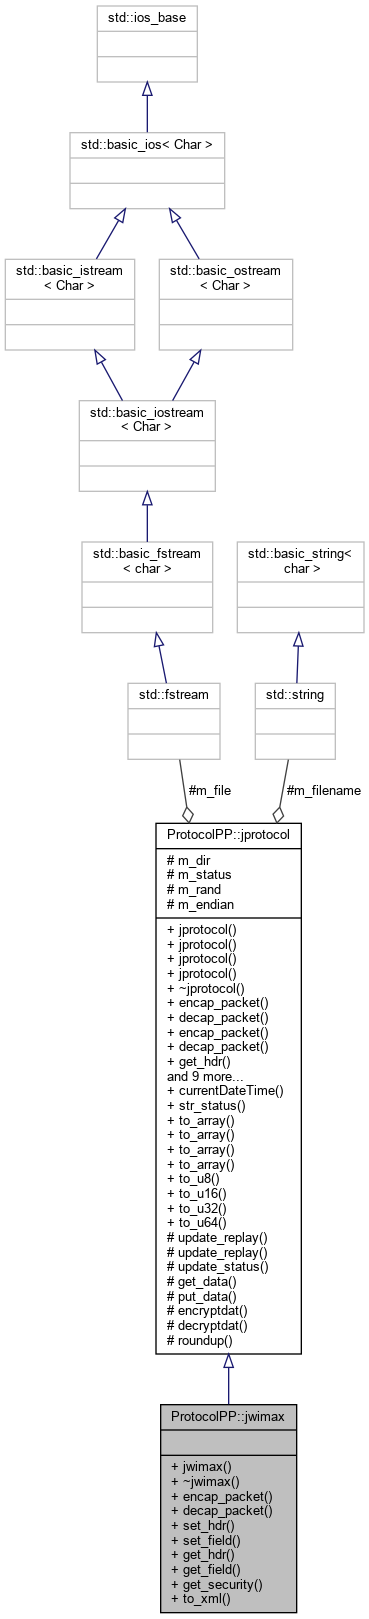 std::ios_base
std::basic_ios< Char >
std::basic_istream
< Char >
std::basic_ostream
< Char >
std::basic_iostream
< Char >
std::basic_fstream
< char >
std::basic_string<
char >
std::fstream
std::string
#m_file
#m_filename
ProtocolPP::jprotocol
# m_dir
# m_status
# m_rand
# m_endian
+ jprotocol()
+ jprotocol()
+ jprotocol()
+ jprotocol()
+ ~jprotocol()
+ encap_packet()
+ decap_packet()
+ encap_packet()
+ decap_packet()
+ get_hdr()
and 9 more...
+ currentDateTime()
+ str_status()
+ to_array()
+ to_array()
+ to_array()
+ to_array()
+ to_u8()
+ to_u16()
+ to_u32()
+ to_u64()
# update_replay()
# update_replay()
# update_status()
# get_data()
# put_data()
# encryptdat()
# decryptdat()
# roundup()
ProtocolPP::jwimax
+ jwimax()
+ ~jwimax()
+ encap_packet()
+ decap_packet()
+ set_hdr()
+ set_field()
+ get_hdr()
+ get_field()
+ get_security()
+ to_xml()